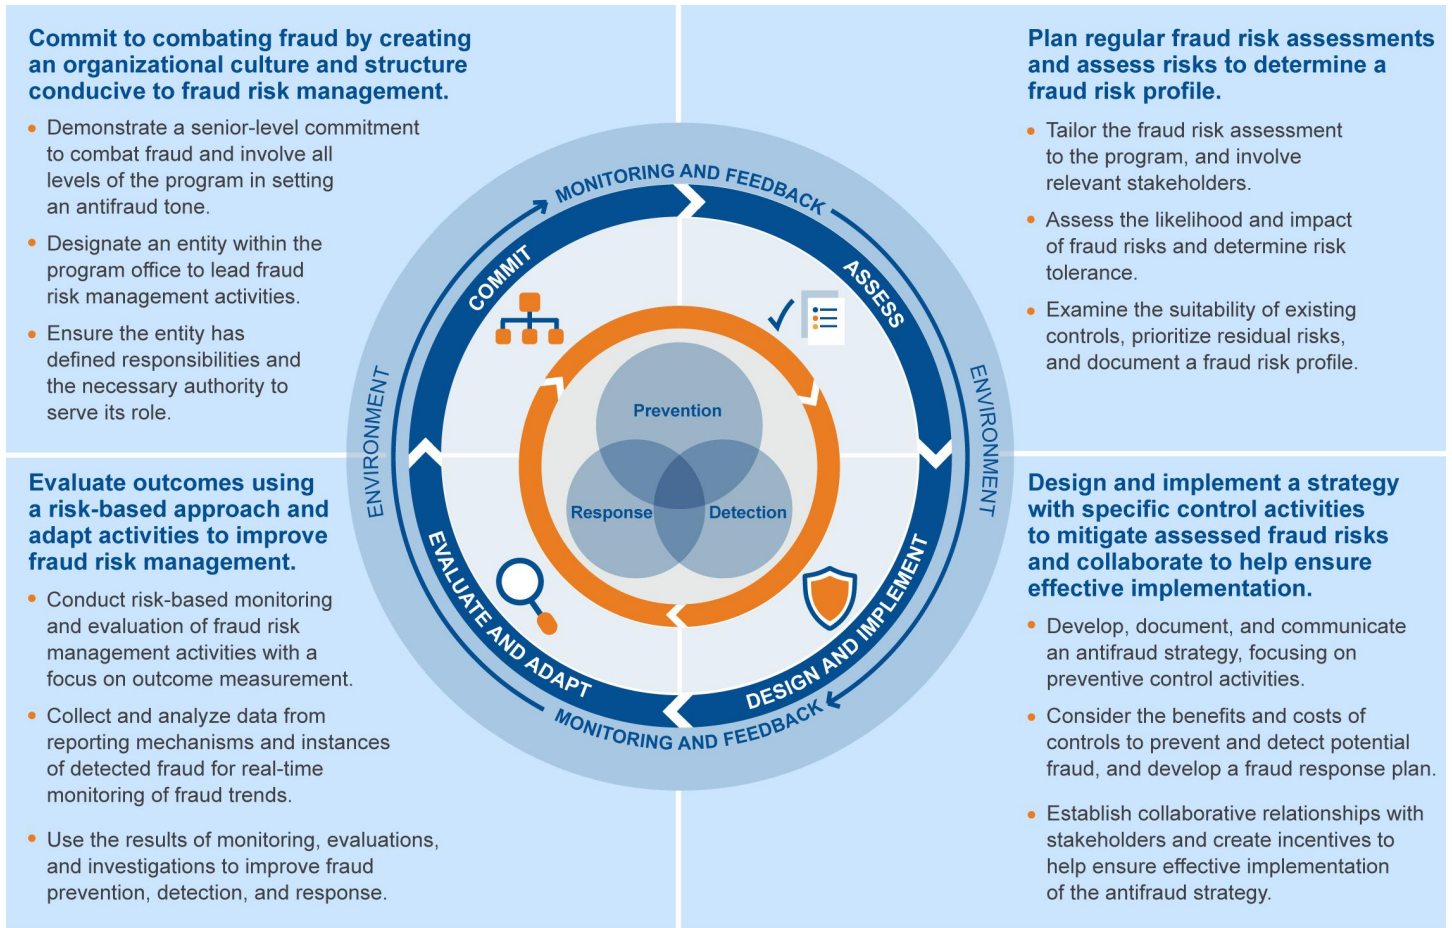 Commit to combating fraud by creating
an organizational culture and structure
conducive to fraud risk management.
• Demonstrate a senior-level commitment
to combat fraud and involve all
levels of the program in setting
an antifraud tone.
• Designate an entity within the
program office to lead fraud
risk management activities.
• Ensure the entity has
defined responsibilities and
the necessary authority to
serve its role.
Plan regular fraud risk assessments
and assess risks to determine a
fraud risk profile.
• Tailor the fraud risk assessment
to the program, and involve
relevant stakeholders.
• Assess the likelihood and impact
of fraud risks and determine risk
tolerance.
• Examine the suitability of existing
controls, prioritize residual risks,
and document a fraud risk profile.
MONITORING AND FEEDBACK
COMMIT
ASSESS
ENVIRONMENT
ENVIRONMENT
Prevention
Response
Detection
EVALUATE AND ADAPT
DESIGN AND IMPLEMENT
MONITORING AND FEEDBACK
Evaluate outcomes using
a risk-based approach and
adapt activities to improve
fraud risk management.
• Conduct risk-based monitoring
and evaluation of fraud risk
management activities with a
focus on outcome measurement.
• Collect and analyze data from
reporting mechanisms and instances
of detected fraud for real-time
monitoring of fraud trends.
• Use the results of monitoring, evaluations,
and investigations to improve fraud
prevention, detection, and response.
Design and implement a strategy
with specific control activities
to mitigate assessed fraud risks
and collaborate to help ensure
effective implementation.
• Develop, document, and communicate
an antifraud strategy, focusing on
preventive control activities.
• Consider the benefits and costs of
controls to prevent and detect potential
fraud, and develop a fraud response plan.
• Establish collaborative relationships with
stakeholders and create incentives to
help ensure effective implementation
of the antifraud strategy.